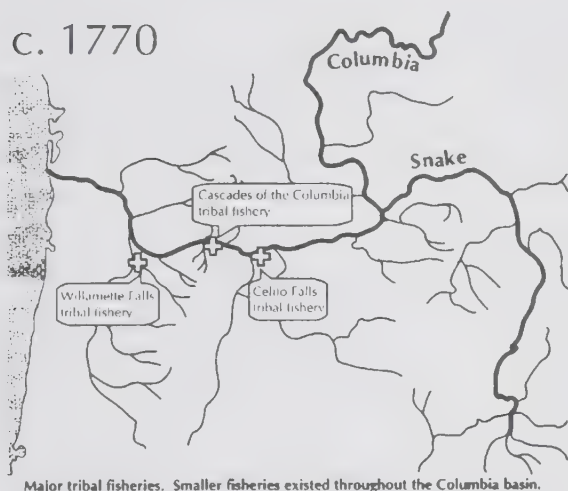 c. 1770
Columbia
Snake
Cascades of the Columbia
tribal fishery
Willamette Falls
tribal fishery
Celilo Falls
tribal fishery
Major tribal fisheries. Smaller fisheries existed throughout the Columbia basin.